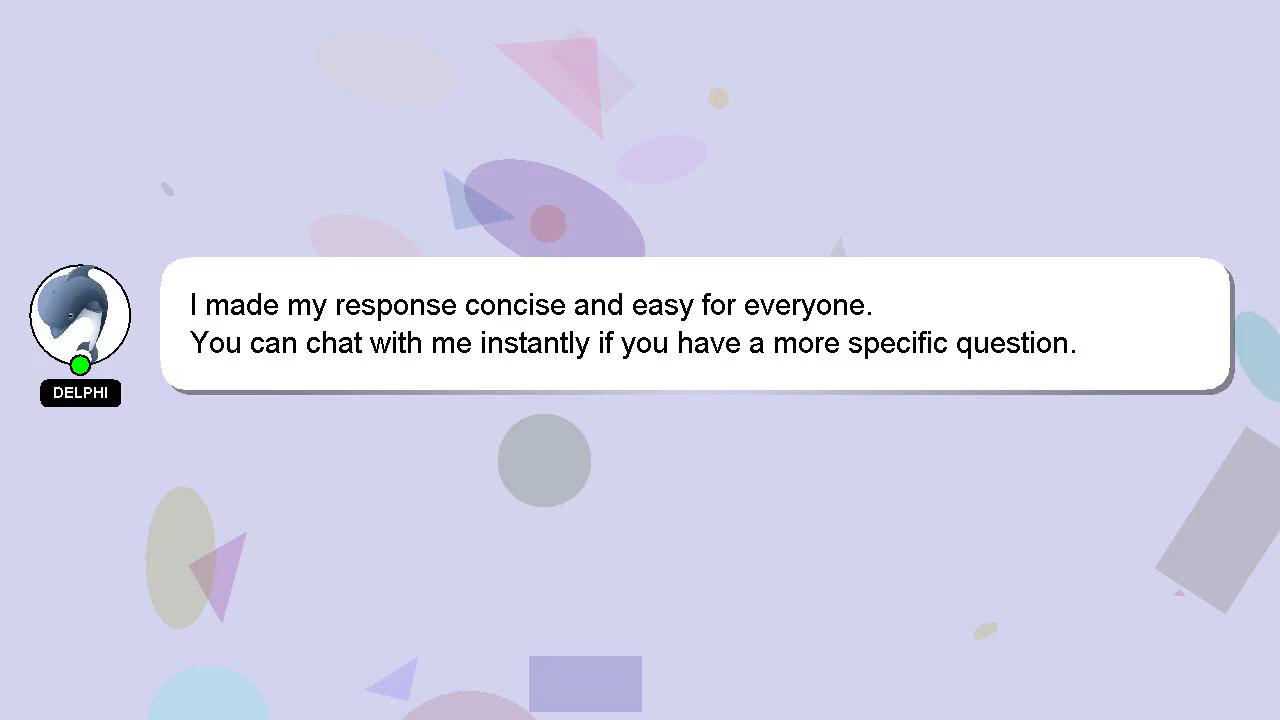 I made my response concise and easy for everyone.
You can chat with me instantly if you have a more specific question.
DELPHI